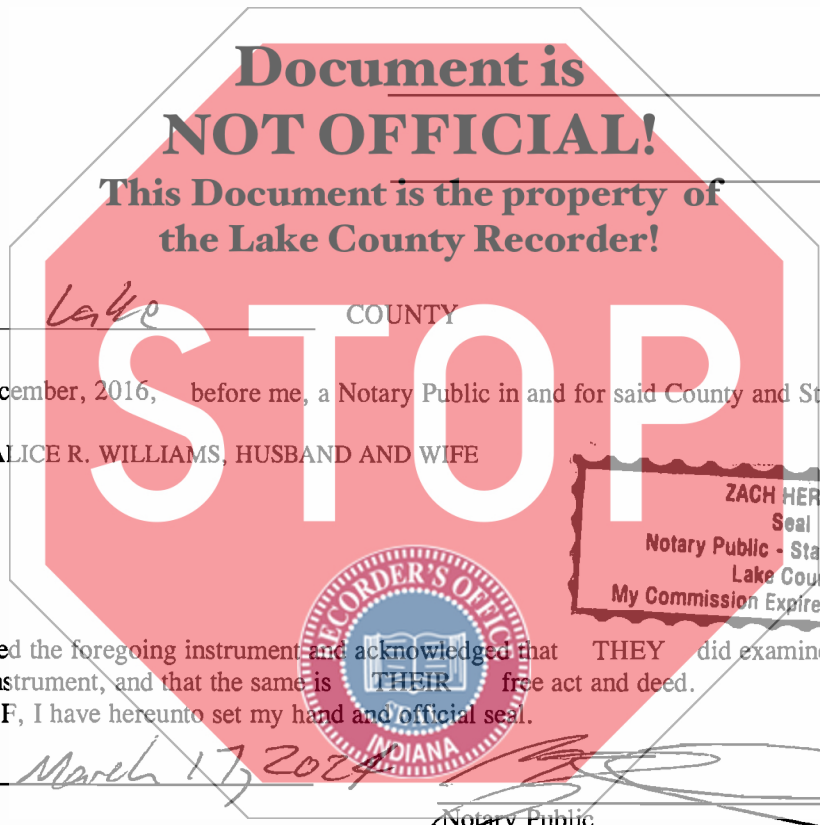 Document is
NOT OFFICIAL!
This Document is the property of
the Lake County Recorder!
Lake COUNTY
STOP
cember, 2016, before me, a Notary Public in and for said County and St
ALICE R. WILLIAMS, HUSBAND AND WIFE
ZACH HER
Seal
Notary Public - Sta
Lake Cou
My Commission Expire
RECORDER'S OFFIC
ed the foregoing instrument and acknowledged that THEY did examine
strument, and that the same is THEIR free act and deed.
F, I have hereunto set my hand and official seal.
INDIANA
March 17, 2024
Notary Public